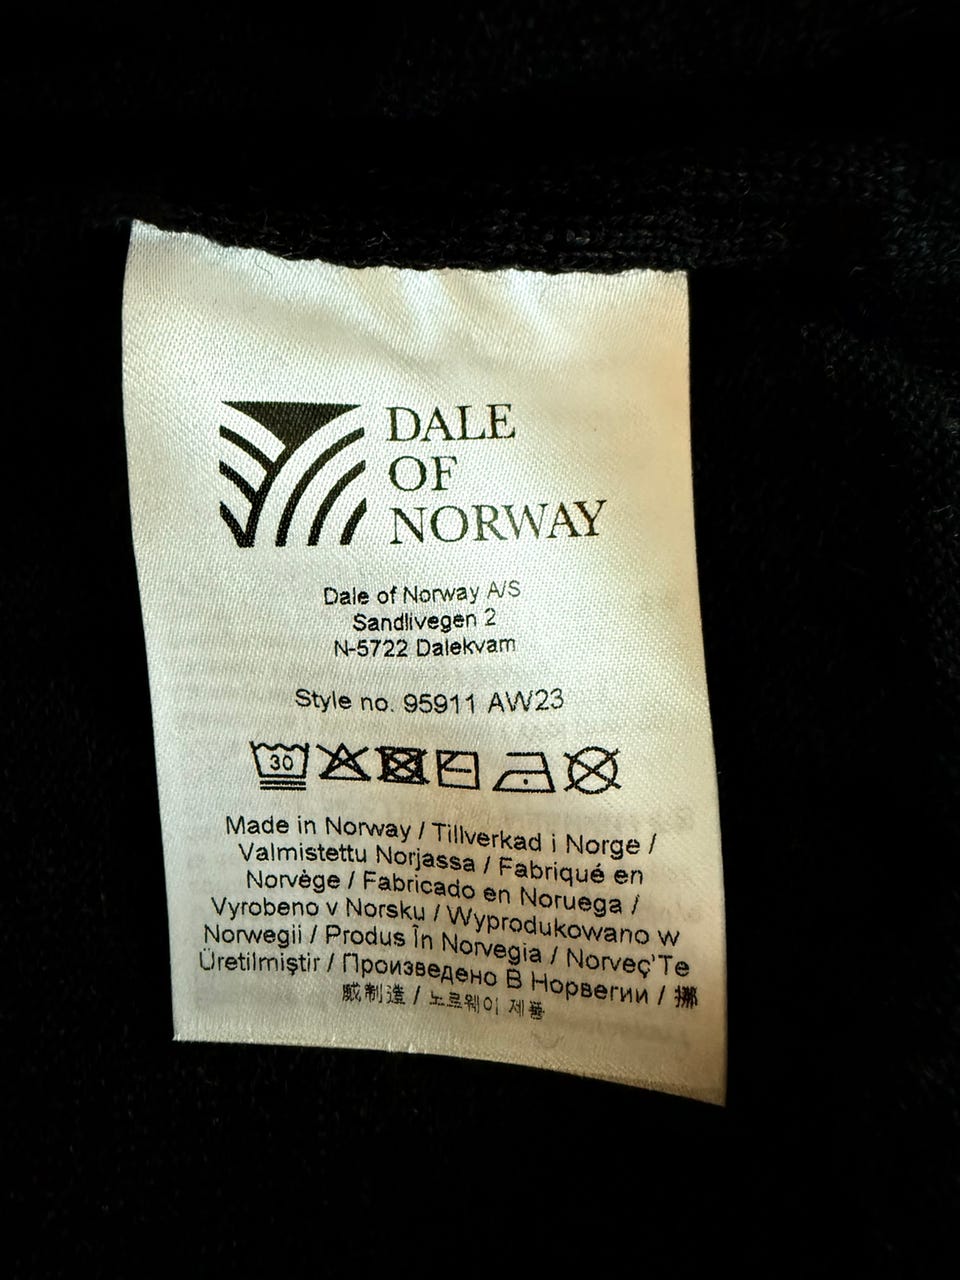 DALE
OF
NORWAY
Dale of Norway A/S
Sandlivegen 2
N-5722 Dalekvam
Style no. 95911 AW23
30
Made in Norway / Tillverkad i Norge /
Valmistettu Norjassa / Fabriqué en
Norvège / Fabricado en Noruega /
Vyrobeno v Norsku / Wyprodukowano w
Norwegii / Produs În Norvegia / Norveç'Te
Üretilmiştir / Произведено В Норвегии / 挪
威制造 / 노르웨이 제품